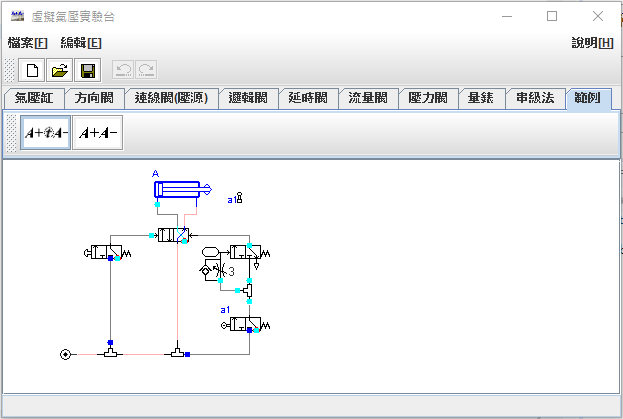 虛擬氣壓實驗台
檔案[F] 編輯[E] 說明[H]
氣壓缸 方向閥 連線閥(壓源) 邏輯閥 延時閥 流量閥 壓力閥 量錶 串級法 範例
A+ A− A+A−
A
a1
3
a1